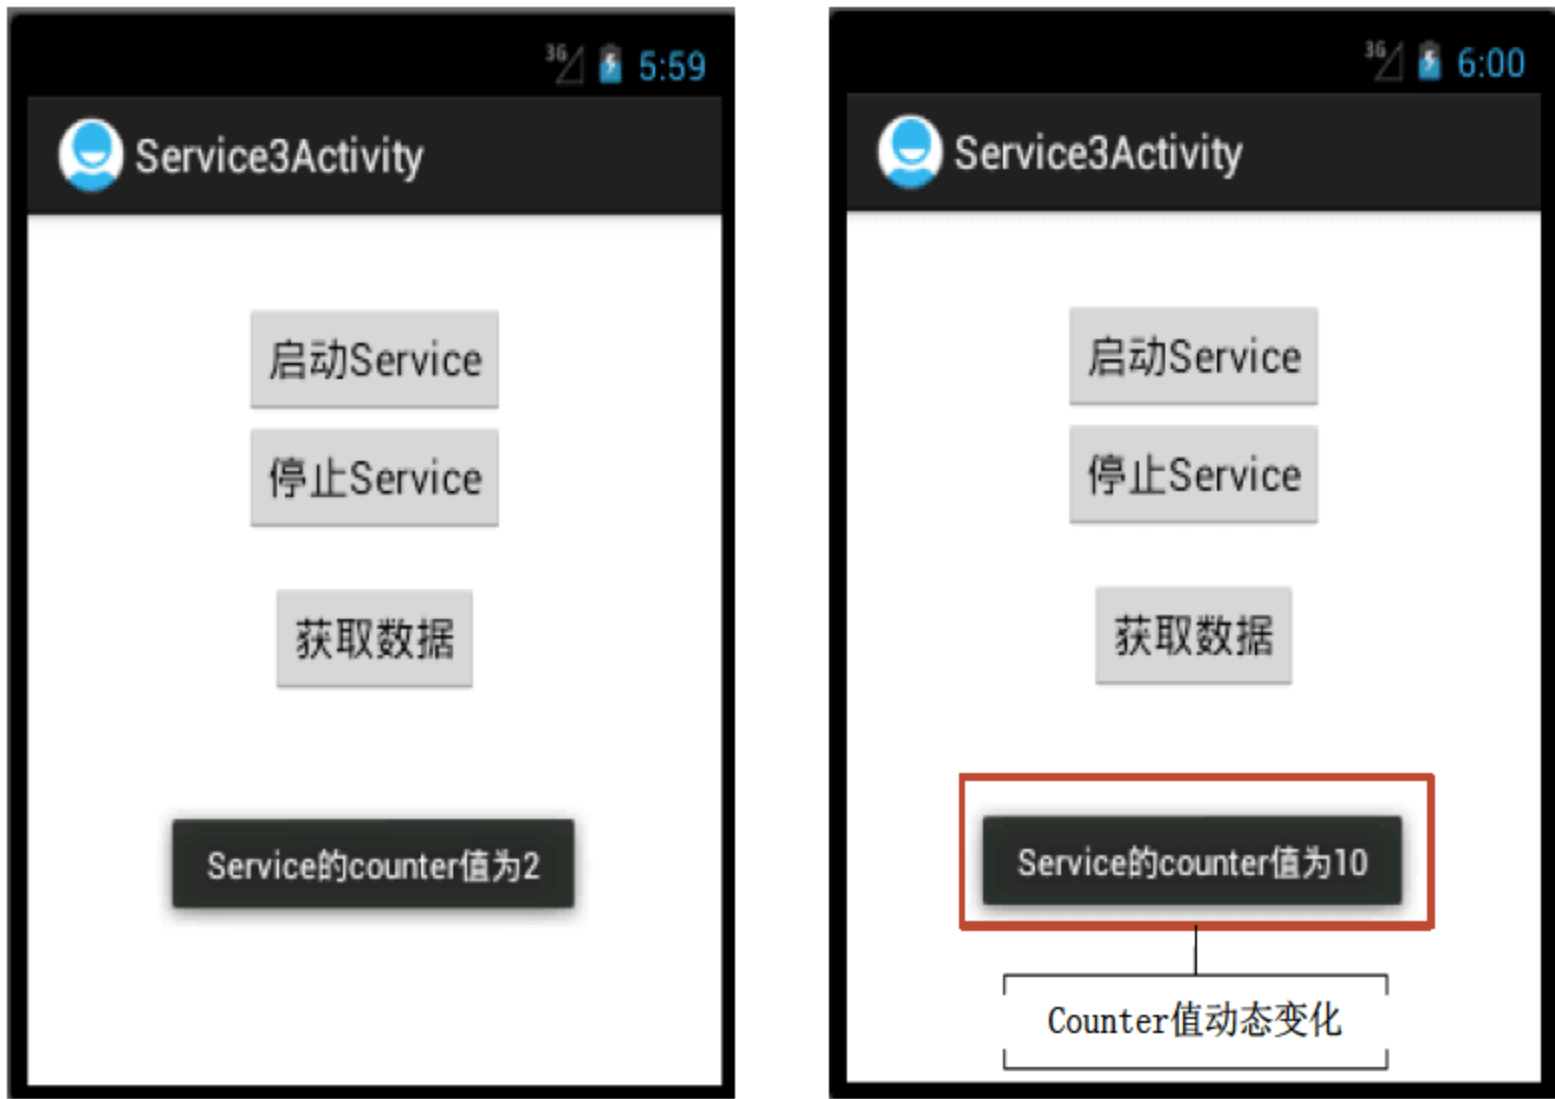 3G 5:59
Service3Activity
启动Service
停止Service
获取数据
Service的counter值为2
3G 6:00
Service3Activity
启动Service
停止Service
获取数据
Service的counter值为10
Counter值动态变化